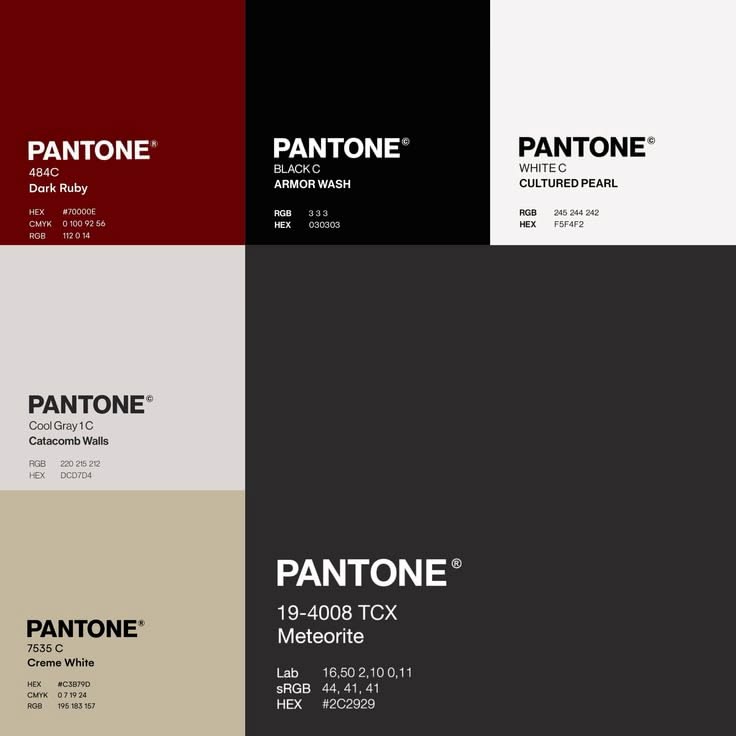 PANTONE®
484C
Dark Ruby
HEX #70000E
CMYK 0 100 92 56
RGB 112 0 14
PANTONE©
BLACK C
ARMOR WASH
RGB 3 3 3
HEX 030303
PANTONE©
WHITE C
CULTURED PEARL
RGB 245 244 242
HEX F5F4F2
PANTONE©
Cool Gray 1 C
Catacomb Walls
RGB 220 215 212
HEX DCD7D4
PANTONE®
7535 C
Creme White
HEX #C3B79D
CMYK 0 7 19 24
RGB 195 183 157
PANTONE®
19-4008 TCX
Meteorite
Lab 16,50 2,10 0,11
sRGB 44, 41, 41
HEX #2C2929